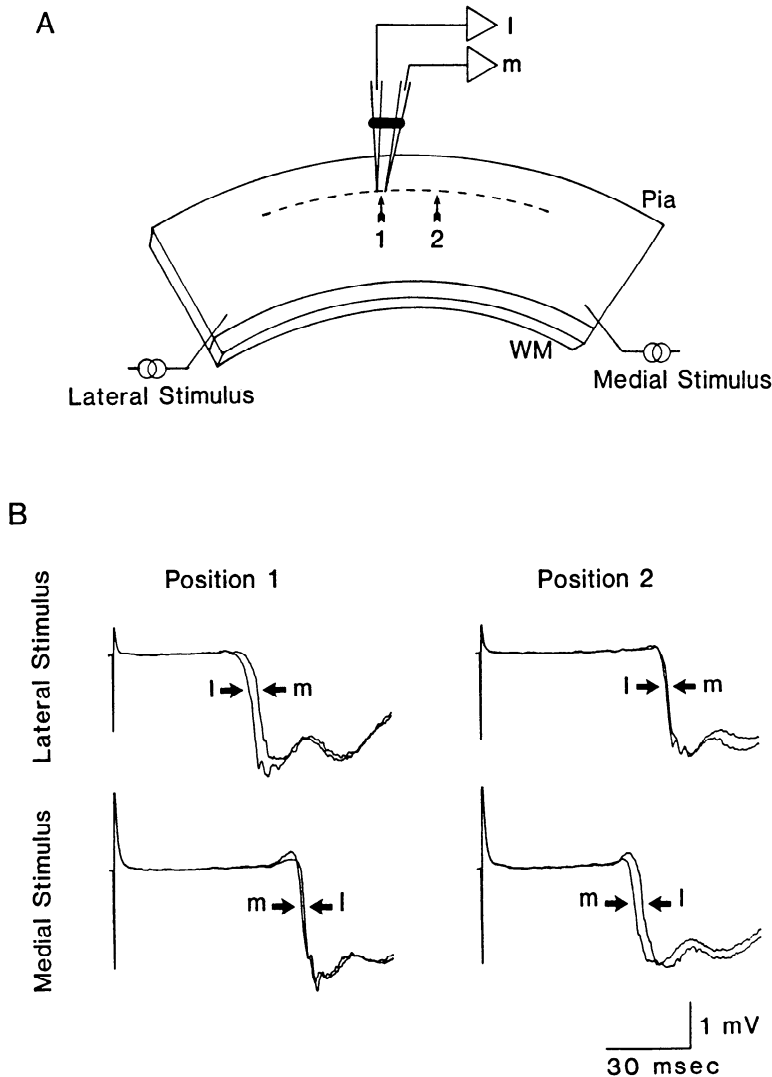 A
l
m
Pia
1
2
WM
Lateral Stimulus
Medial Stimulus
B
Position 1
Position 2
Lateral Stimulus
l
m
l
m
Medial Stimulus
m
l
m
l
1 mV
30 msec